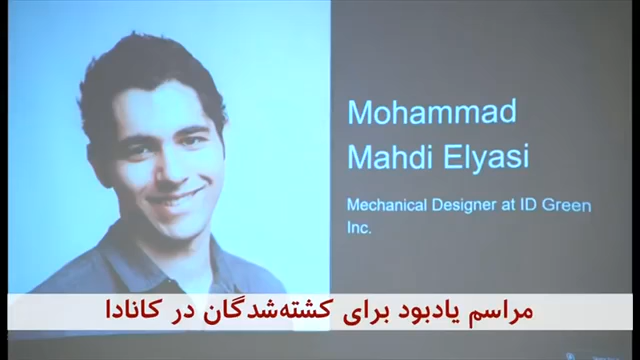 Mohammad
Mahdi Elyasi
Mechanical Designer at ID Green
Inc.
مراسم یادبود برای کشته‌شدگان در کانادا